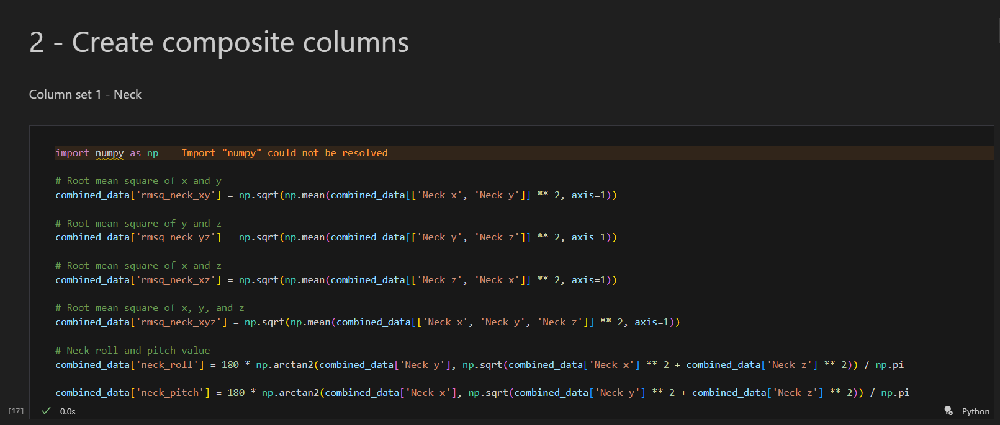 2 - Create composite columns
Column set 1 - Neck
import numpy as np    Import "numpy" could not be resolved
# Root mean square of x and y
combined_data['rmsq_neck_xy'] = np.sqrt(np.mean(combined_data[['Neck x', 'Neck y']] ** 2, axis=1))
# Root mean square of y and z
combined_data['rmsq_neck_yz'] = np.sqrt(np.mean(combined_data[['Neck y', 'Neck z']] ** 2, axis=1))
# Root mean square of x and z
combined_data['rmsq_neck_xz'] = np.sqrt(np.mean(combined_data[['Neck z', 'Neck x']] ** 2, axis=1))
# Root mean square of x, y, and z
combined_data['rmsq_neck_xyz'] = np.sqrt(np.mean(combined_data[['Neck x', 'Neck y', 'Neck z']] ** 2, axis=1))
# Neck roll and pitch value
combined_data['neck_roll'] = 180 * np.arctan2(combined_data['Neck y'], np.sqrt(combined_data['Neck x'] ** 2 + combined_data['Neck z'] ** 2)) / np.pi
combined_data['neck_pitch'] = 180 * np.arctan2(combined_data['Neck x'], np.sqrt(combined_data['Neck y'] ** 2 + combined_data['Neck z'] ** 2)) / np.pi
[17] ✓ 0.0s Python